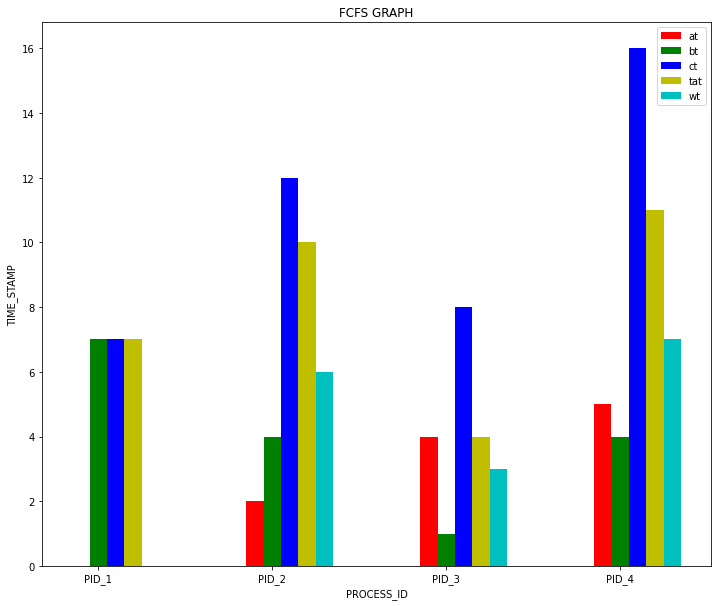 FCFS GRAPH
at
bt
ct
tat
wt
16
14
12
10
8
6
4
2
0
TIME_STAMP
PID_1 PID_2 PID_3 PID_4
PROCESS_ID